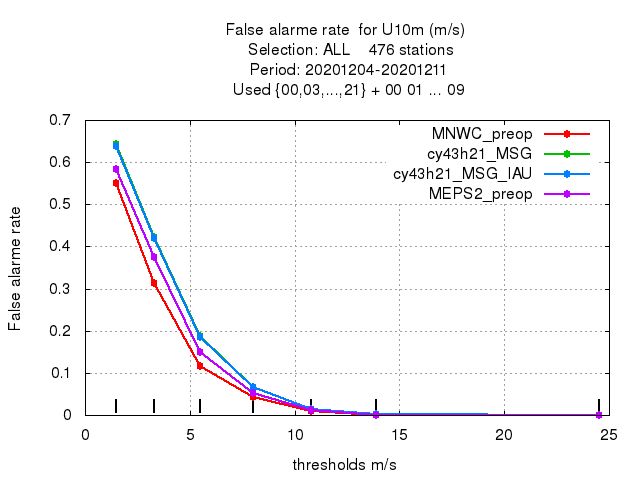 False alarme rate  for U10m (m/s)
Selection: ALL    476 stations
Period: 20201204-20201211
Used {00,03,...,21} + 00 01 ... 09
0.7
0.6
0.5
0.4
0.3
0.2
0.1
0
False alarme rate
MNWC_preop
cy43h21_MSG
cy43h21_MSG_IAU
MEPS2_preop
0 5 10 15 20 25
thresholds m/s